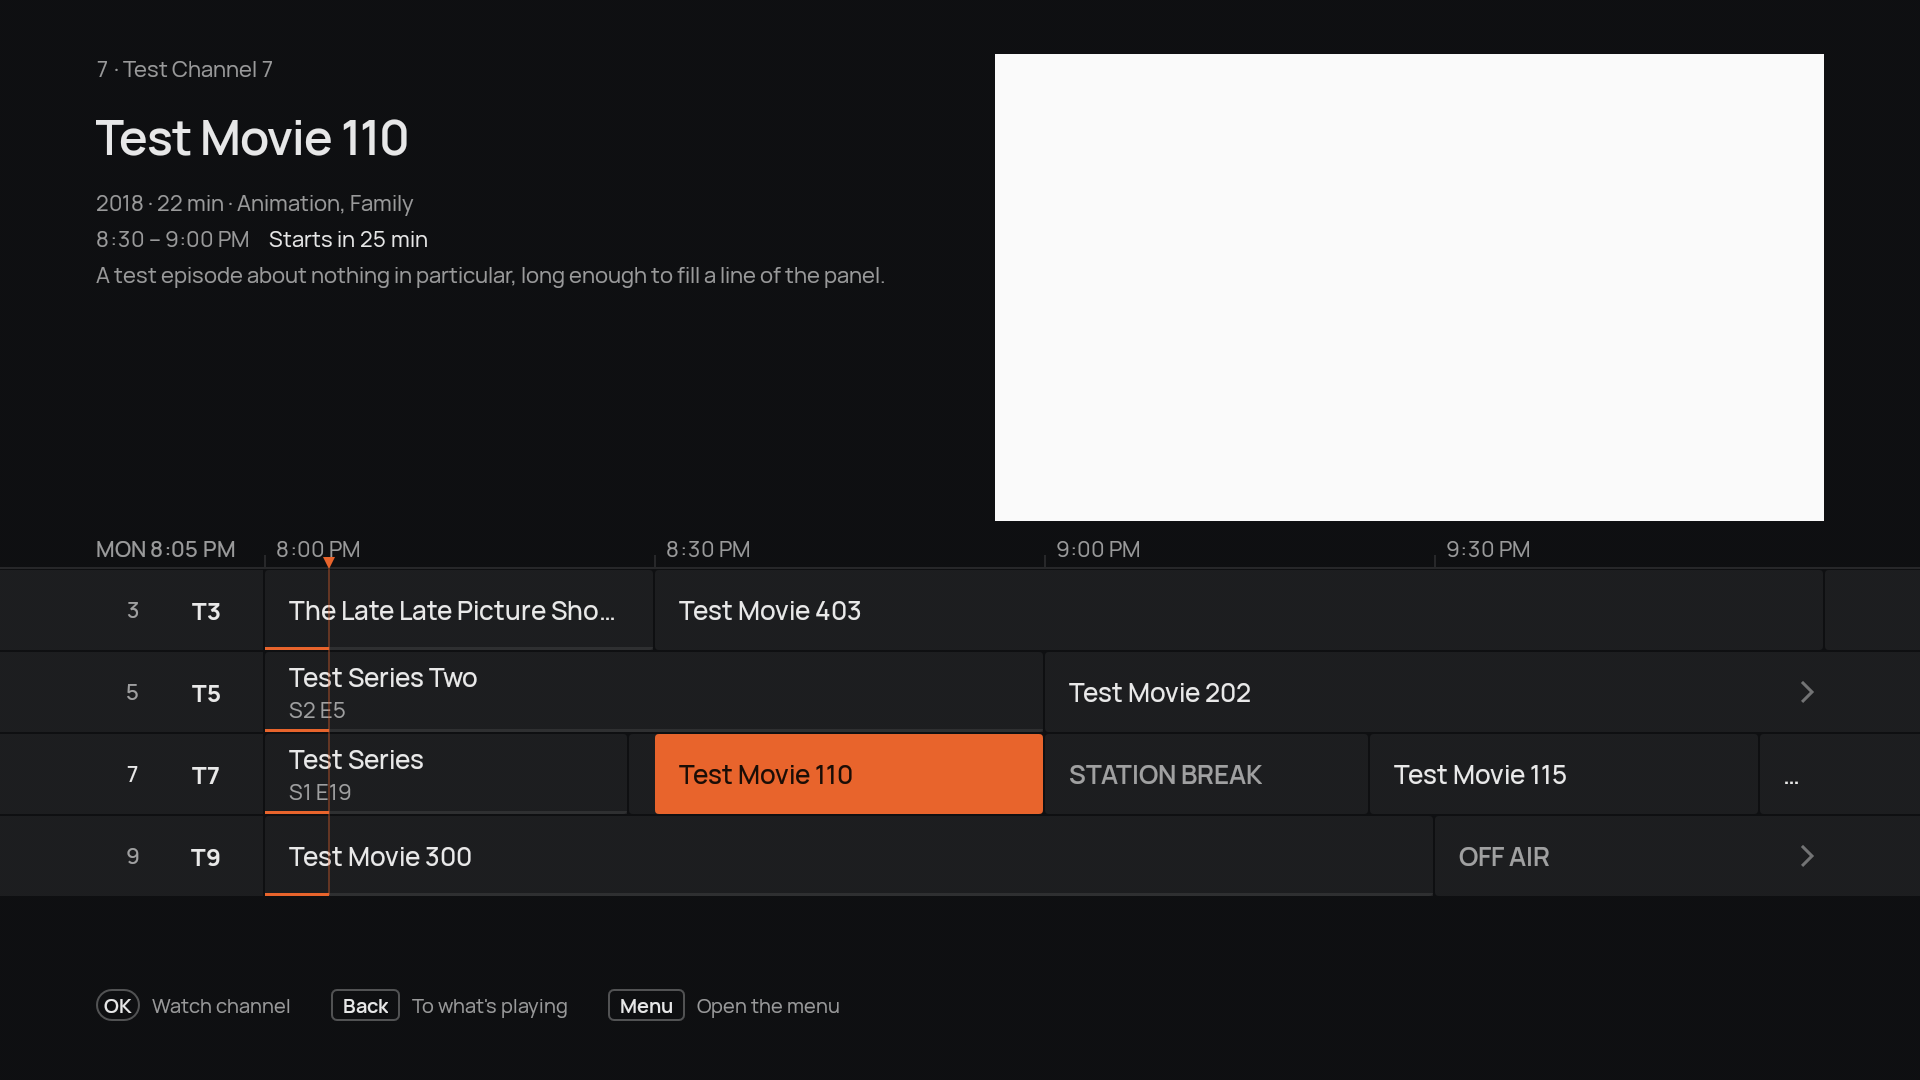 7 · Test Channel 7
Test Movie 110
2018 · 22 min · Animation, Family
8:30 – 9:00 PM Starts in 25 min
A test episode about nothing in particular, long enough to fill a line of the panel.
MON 8:05 PM 8:00 PM 8:30 PM 9:00 PM 9:30 PM
3 T3 The Late Late Picture Sho... Test Movie 403
5 T5 Test Series Two
S2 E5
Test Movie 202
7 T7 Test Series
S1 E19
Test Movie 110 STATION BREAK Test Movie 115 ...
9 T9 Test Movie 300 OFF AIR
OK Watch channel Back To what's playing Menu Open the menu